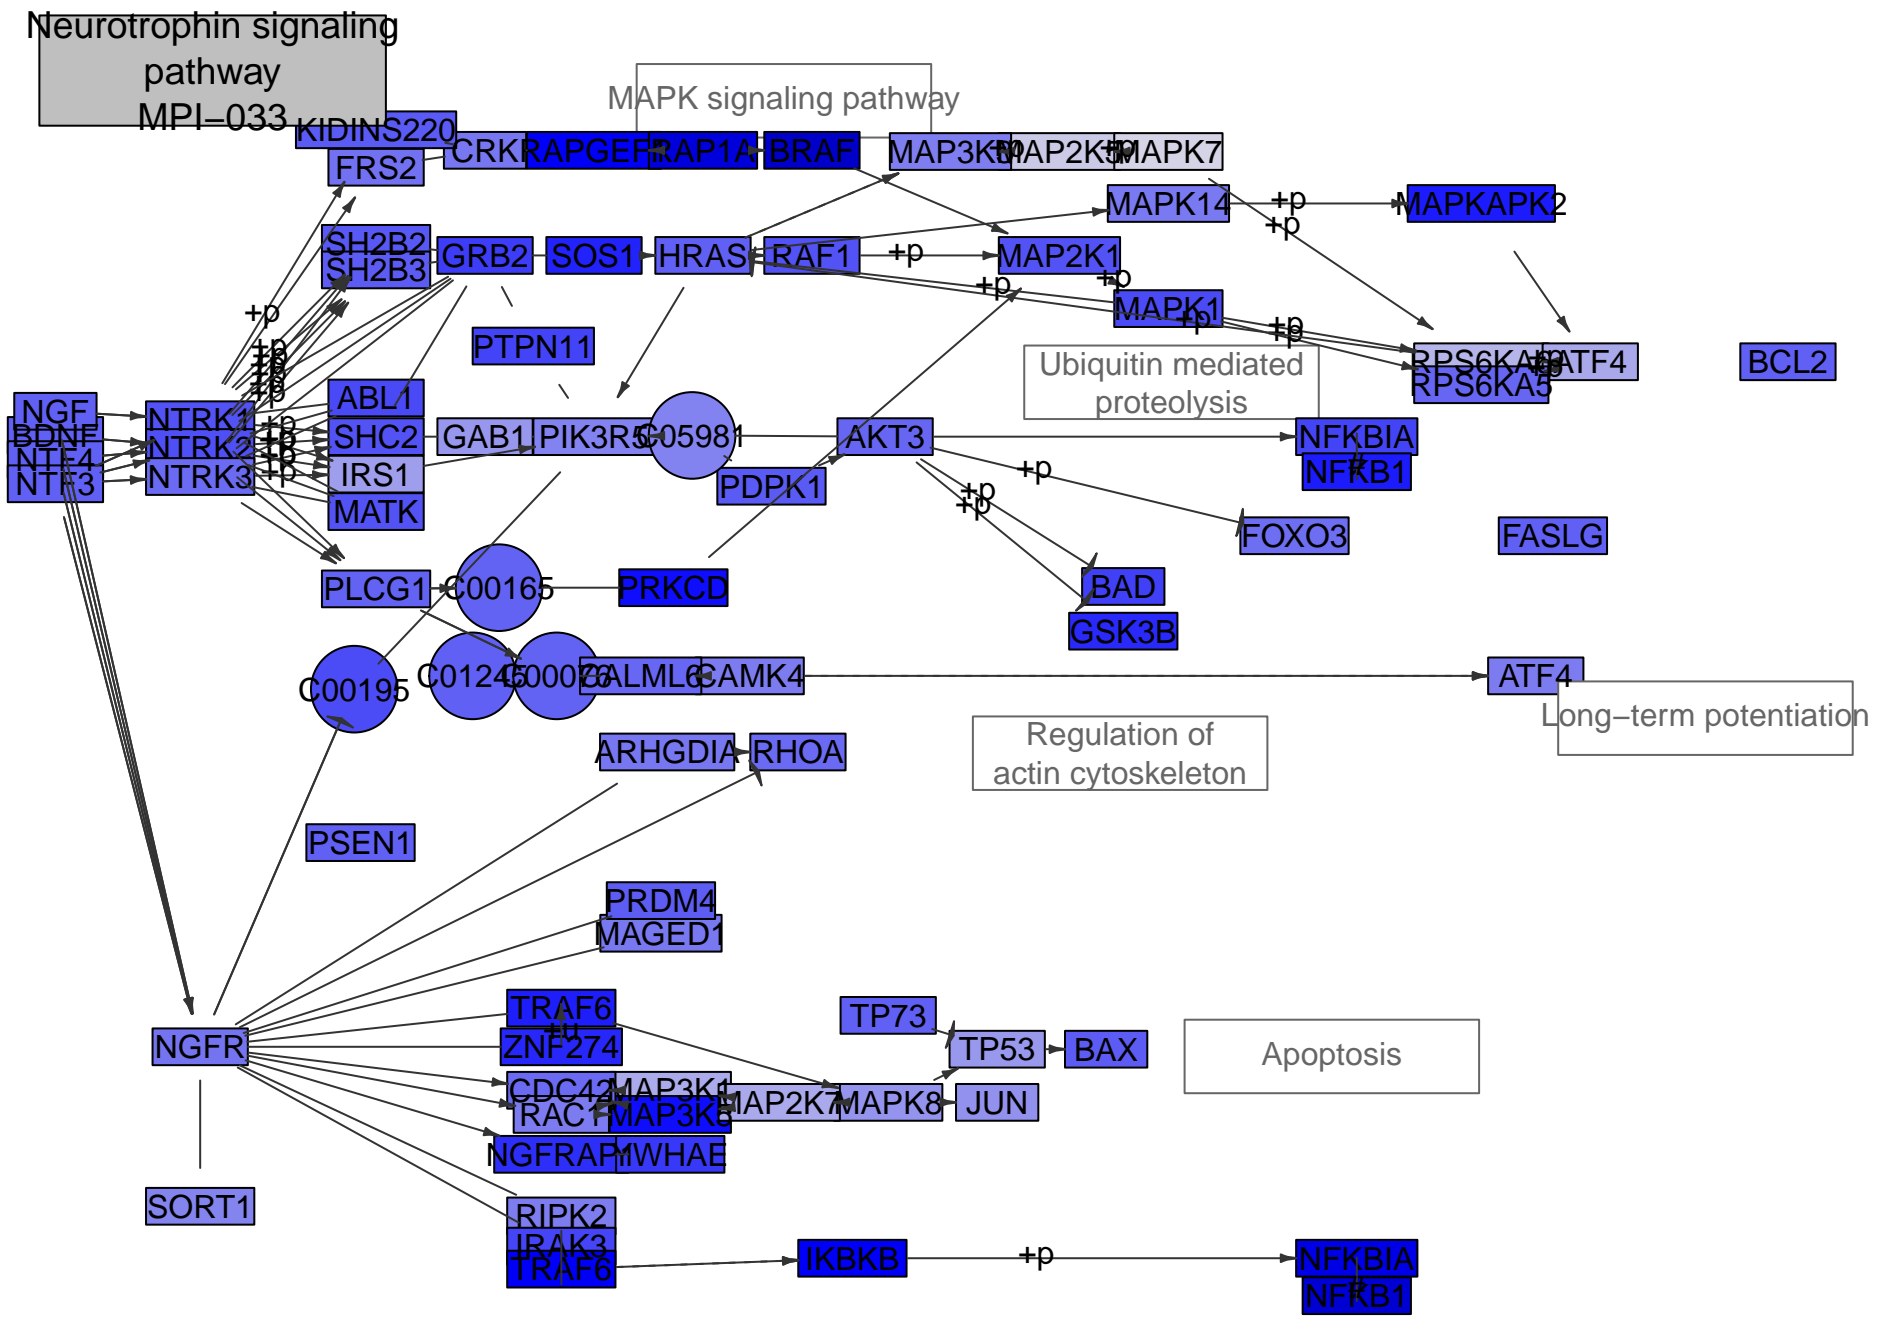 Neurotrophin signaling
pathway
MPI−033
MAPK signaling pathway
KIDINS220
FRS2
CRKL
RAP1A
BRAF
+p
MAP2K5
+p
MAPK7
MAPK14
+p
MAPKAPK2
+p
SH2B2
SH2B3
GRB2
SOS1
HRAS
RAF1
+p
MAP2K1
+p
+p
MAPK1
+p
+p
+p
+p
PTPN11
Ubiquitin mediated
proteolysis
RPS6KA6
RPS6KA5
+p
ATF4
BCL2
+p
+p
+p
+p
+p
NGF
BDNF
NTF4
NTF3
NTRK1
NTRK2
NTRK3
+p
+p
+p
+p
ABL1
SHC2
IRS1
MATK
GAB1
PIK3R5
C05981
PDPK1
AKT3
+p
+p
+p
NFKBIA
NFKB1
FOXO3
FASLG
PLCG1
C00165
PRKCD
BAD
GSK3B
C00195
C01245
C00076
CALML6
CAMK4
ATF4
Long−term potentiation
ARHGDIA
RHOA
Regulation of
actin cytoskeleton
PSEN1
PRDM4
MAGED1
TRAF6
+u
ZNF274
TP73
NGFR
TP53
BAX
Apoptosis
CDC42
RAC1
MAP3K1
MAP3K5
MAP2K7
MAPK8
JUN
NGFRAP1
YWHAE
SORT1
RIPK2
IRAK3
TRAF6
IKBKB
+p
NFKBIA
NFKB1